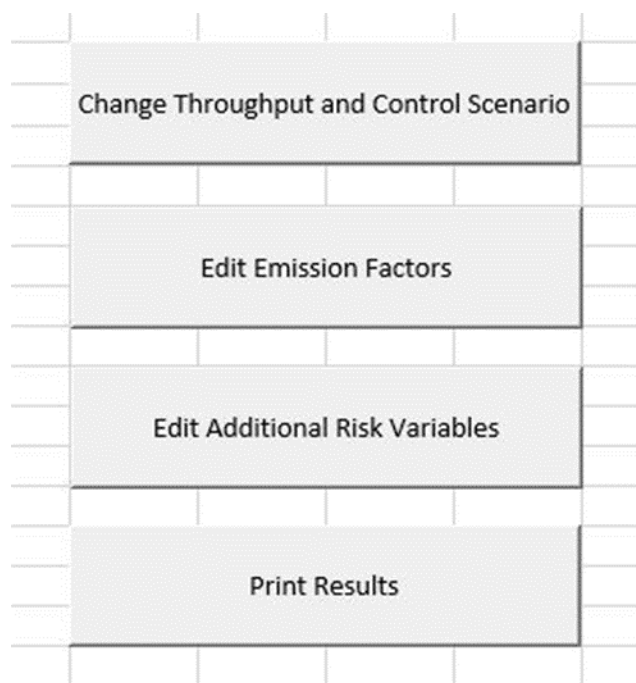 Change Throughput and Control Scenario
Edit Emission Factors
Edit Additional Risk Variables
Print Results